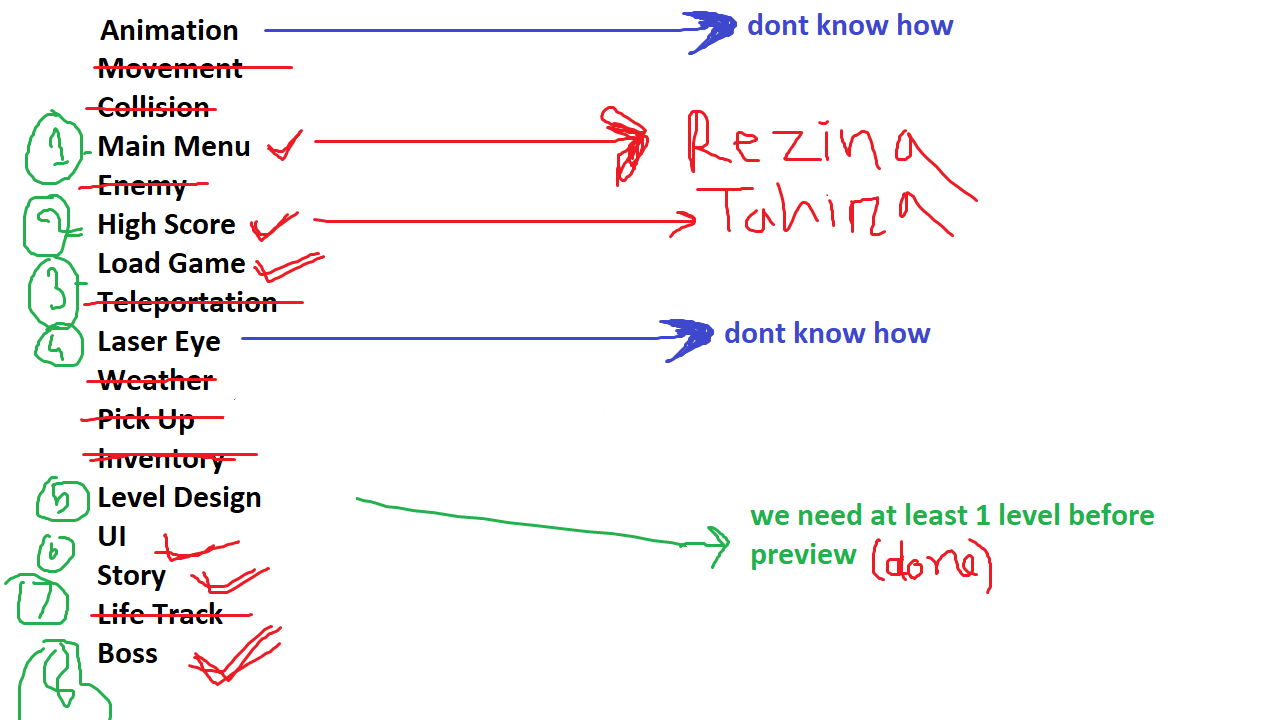 Animation dont know how
Movement
Collision
1 Main Menu Rezina
Enemy
2 High Score Tahira
3 Load Game
Teleportation
4 Laser Eye dont know how
Weather
Pick Up
Inventory
5 Level Design we need at least 1 level before
6 UI preview (done)
7 Story
Life Track
Boss